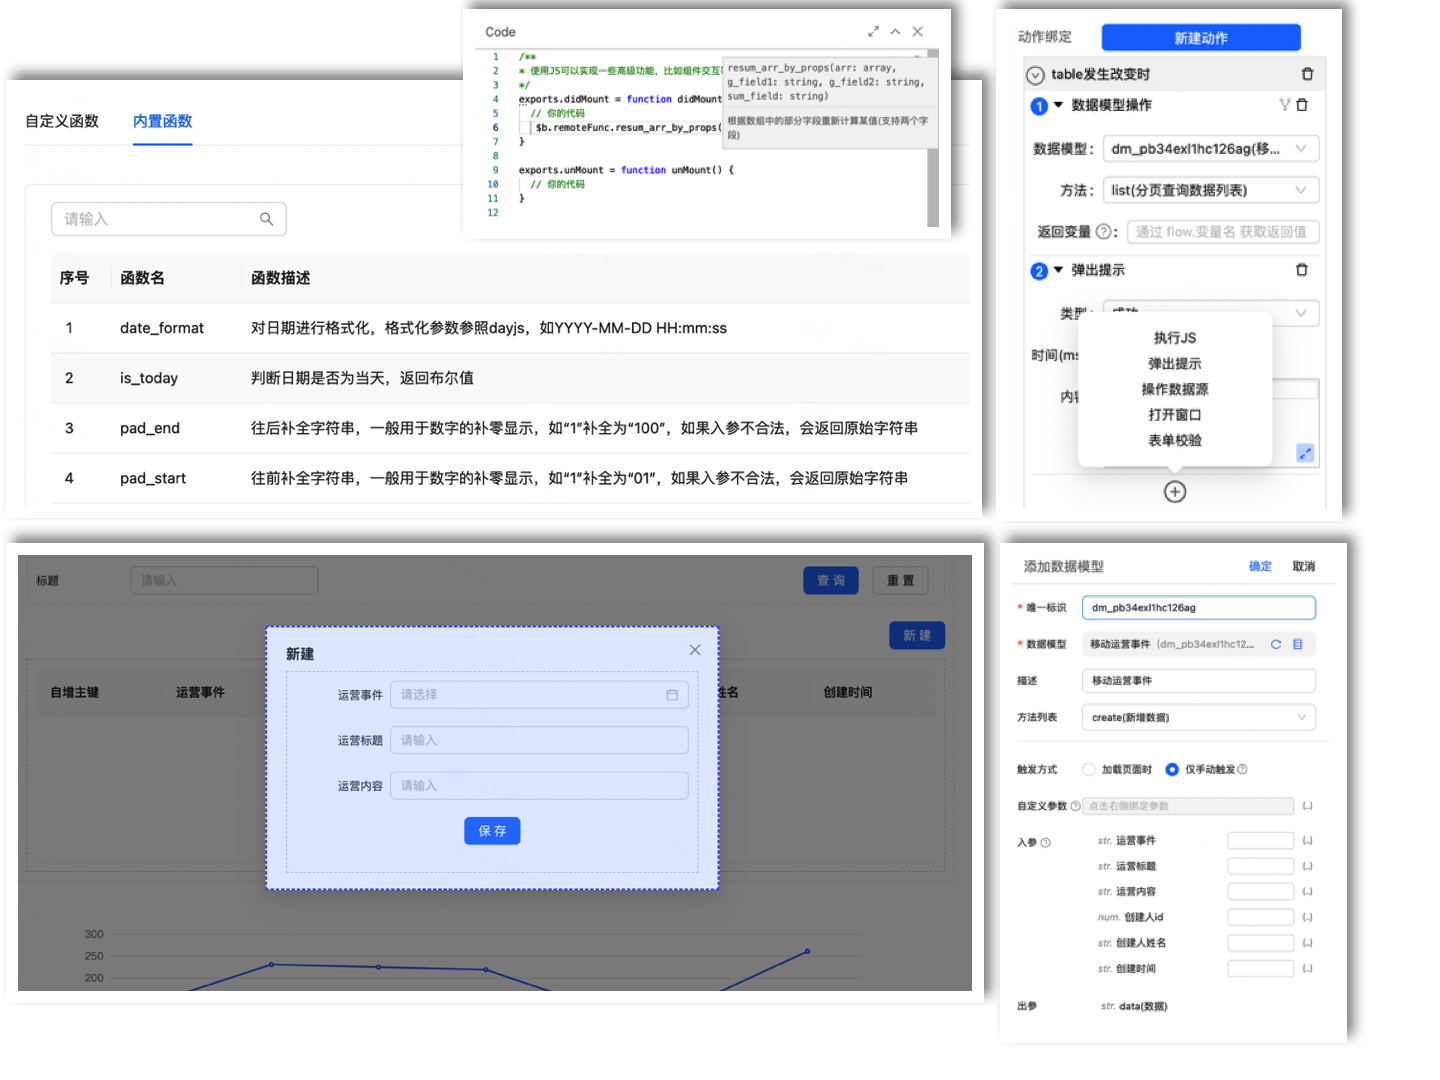 自定义函数
内置函数
请输入
序号
函数名
函数描述
1
date_format
对日期进行格式化，格式化参数参照dayjs，如YYYY-MM-DD HH:mm:ss
2
is_today
判断日期是否为当天，返回布尔值
3
pad_end
往后补全字符串，一般用于数字的补零显示，如“1”补全为“100”，如果入参不合法，会返回原始字符串
4
pad_start
往前补全字符串，一般用于数字的补零显示，如“1”补全为“01”，如果入参不合法，会返回原始字符串
Code
1 /**
2 * 使用JS可以实现一些高级功能，比如组件交互
3 */
4 exports.didMount = function didMount
5 // 你的代码
6 $b.remoteFunc.resum_arr_by_props(
7 }
8
9 exports.unMount = function unMount() {
10 // 你的代码
11 }
12
resum_arr_by_props(arr: array,
g_field1: string, g_field2: string,
sum_field: string)
根据数组中的部分字段重新计算某值(支持两个字
段)
动作绑定
新建动作
table发生改变时
1 数据模型操作
数据模型：
dm_pb34exl1hc126ag(移...
方法：
list(分页查询数据列表)
返回变量 ?：
通过 flow.变量名 获取返回值
2 弹出提示
类型：
成功
时间(ms
内
执行JS
弹出提示
操作数据源
打开窗口
表单校验
标题
请输入
查 询
重 置
新 建
自增主键
运营事件
姓名
创建时间
新建
运营事件
请选择
运营标题
请输入
运营内容
请输入
保 存
300
250
200
添加数据模型
确定
取消
* 唯一标识
dm_pb34exl1hc126ag
* 数据模型
移动运营事件 (dm_pb34exl1hc12...
描述
移动运营事件
方法列表
create(新增数据)
触发方式
加载页面时
仅手动触发 ?
自定义参数 ?
点击右侧绑定参数
{..}
入参 ?
str. 运营事件
{..}
str. 运营标题
{..}
str. 运营内容
{..}
num. 创建人id
{..}
str. 创建人姓名
{..}
str. 创建时间
{..}
出参
str. data(数据)